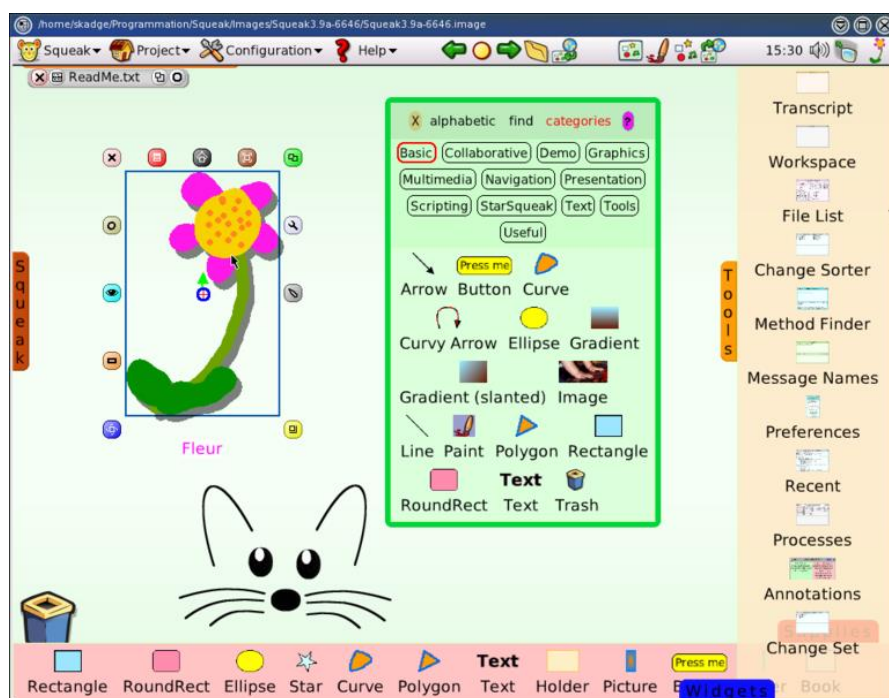 /home/skadge/Programmation/Squeak/Images/Squeak3.9a-6646/Squeak3.9a-6646.image
Squeak Project Configuration Help 15:30
ReadMe.txt
X alphabetic find categories ?
Basic Collaborative Demo Graphics
Multimedia Navigation Presentation
Scripting StarSqueak Text Tools
Useful
Press me
Arrow Button Curve
Curvy Arrow Ellipse Gradient
Gradient (slanted) Image
Line Paint Polygon Rectangle
Text
RoundRect Text Trash
Fleur
Squeak
Tools
Transcript
Workspace
File List
Change Sorter
Method Finder
Message Names
Preferences
Recent
Processes
Annotations
Supplies
Change Set
Text Press me
Rectangle RoundRect Ellipse Star Curve Polygon Text Holder Picture Book
Widgets